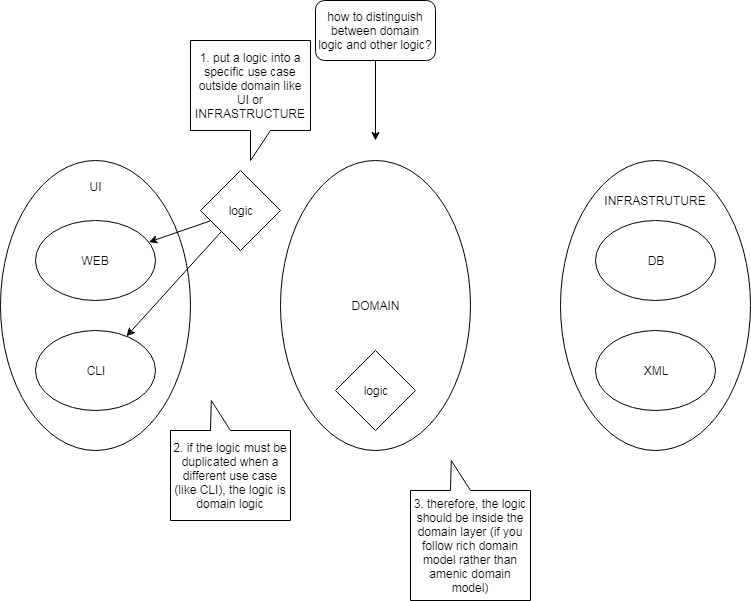 how to distinguish
between domain
logic and other logic?
1. put a logic into a
specific use case
outside domain like
UI or
INFRASTRUCTURE
UI
logic
INFRASTRUTURE
WEB
DB
DOMAIN
CLI
XML
logic
2. if the logic must be
duplicated when a
different use case
(like CLI), the logic is
domain logic
3. therefore, the logic
should be inside the
domain layer (if you
follow rich domain
model rather than
amenic domain
model)